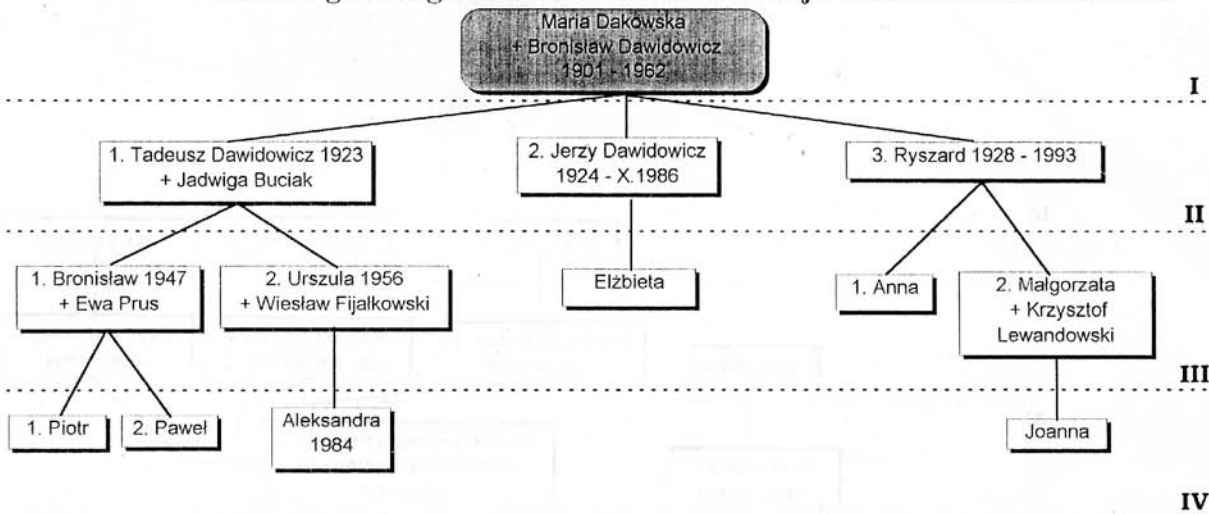 Maria Dakowska
+ Bronisław Dawidowicz
1901 - 1962
I
1. Tadeusz Dawidowicz 1923
+ Jadwiga Buciak
2. Jerzy Dawidowicz
1924 - X.1986
3. Ryszard 1928 - 1993
II
1. Bronisław 1947
+ Ewa Prus
2. Urszula 1956
+ Wiesław Fijałkowski
Elżbieta
1. Anna
2. Małgorzata
+ Krzysztof
Lewandowski
III
1. Piotr
2. Paweł
Aleksandra
1984
Joanna
IV